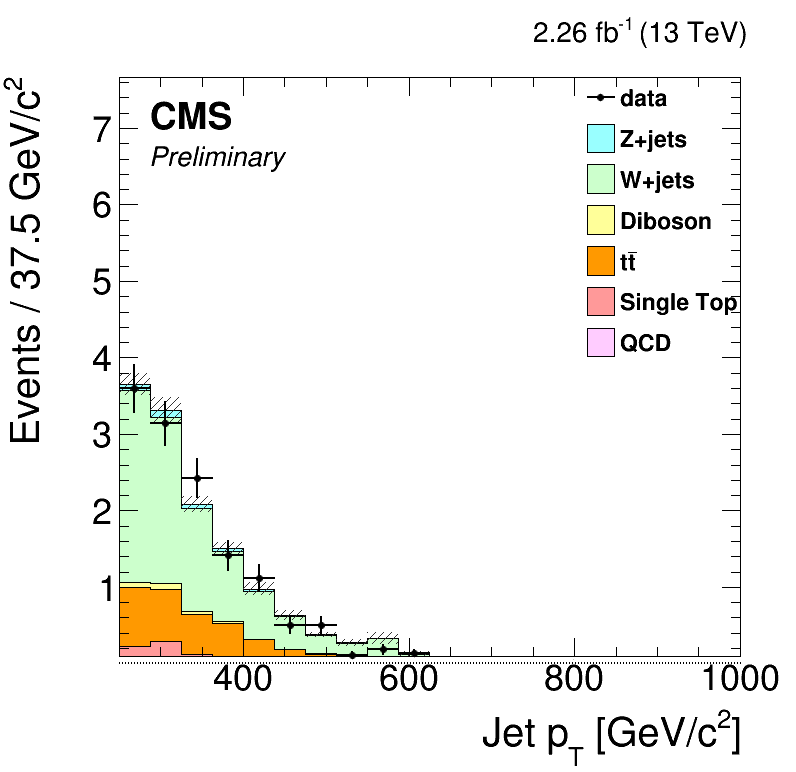 2.26 fb-1 (13 TeV)
CMS
Preliminary
data
Z+jets
W+jets
Diboson
tt̄
Single Top
QCD
Events / 37.5 GeV/c2
7
6
5
4
3
2
1
400 600 800 1000
Jet pT [GeV/c2]